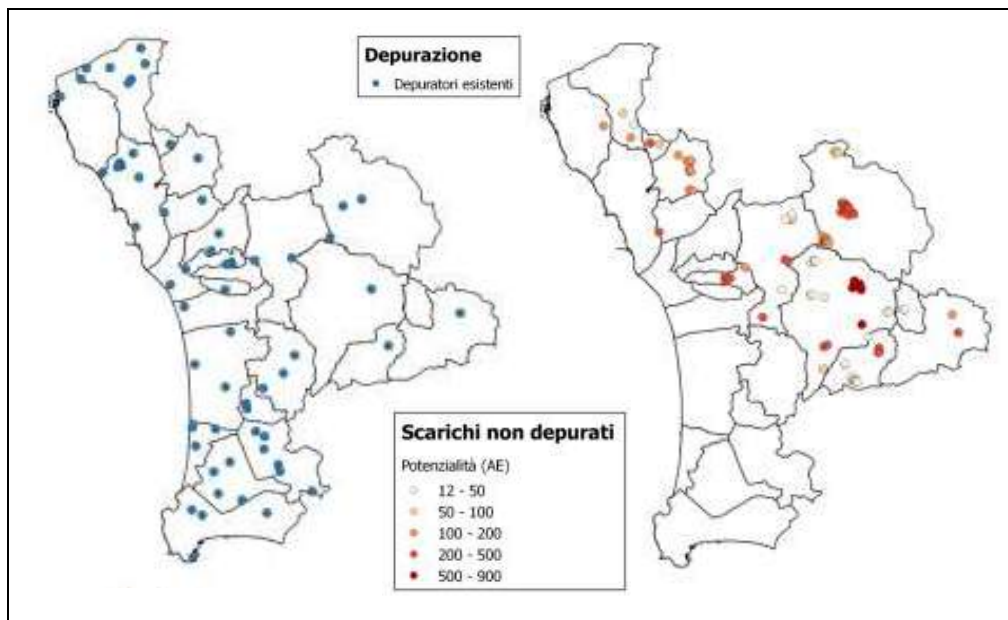 Depurazione
Depuratori esistenti
Scarichi non depurati
Potenzialità (AE)
12 - 50
50 - 100
100 - 200
200 - 500
500 - 900